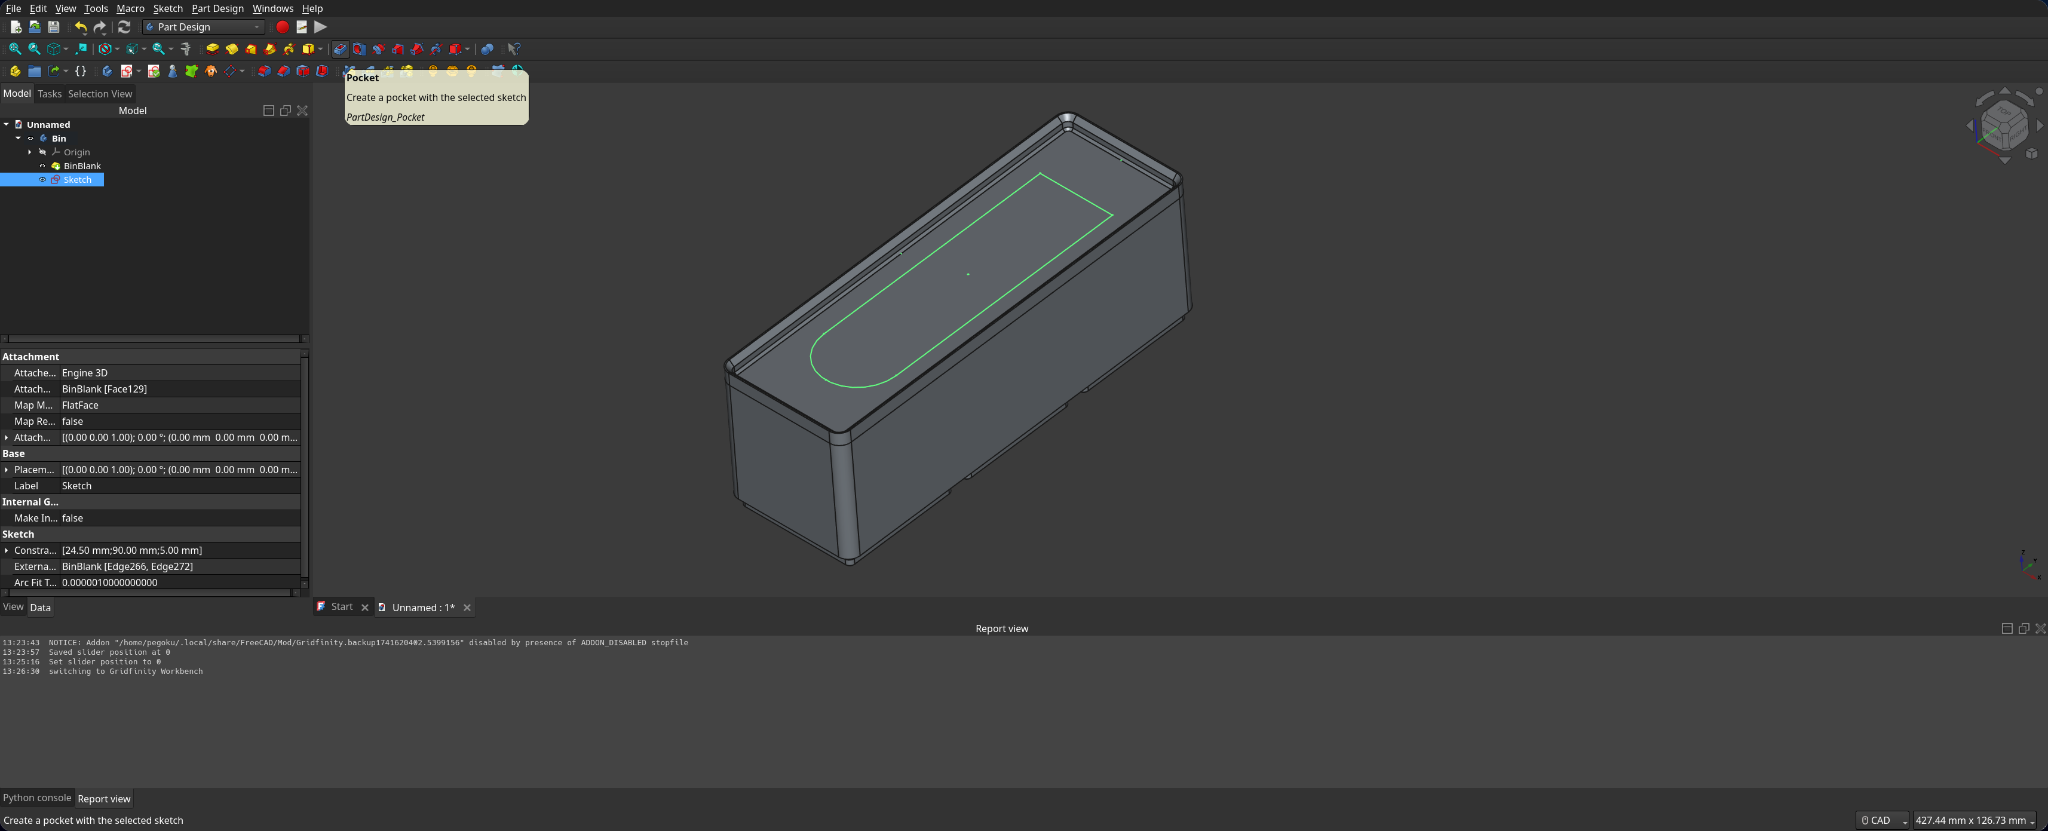 File Edit View Tools Macro Sketch Part Design Windows Help
Part Design
Model Tasks Selection View
Model
Unnamed
Bin
Origin
BinBlank
Sketch
Pocket
Create a pocket with the selected sketch
PartDesign_Pocket
TOP
Attachment
Attache... Engine 3D
Attach... BinBlank [Face129]
Map M... FlatFace
Map Re... false
Attach... [(0.00 0.00 1.00); 0.00 °; (0.00 mm 0.00 mm 0.00 m...
Base
Placem... [(0.00 0.00 1.00); 0.00 °; (0.00 mm 0.00 mm 0.00 m...
Label Sketch
Internal G...
Make In... false
Sketch
Constra... [24.50 mm;90.00 mm;5.00 mm]
Externa... BinBlank [Edge266, Edge272]
Arc Fit T... 0.0000010000000000
View Data
Start Unnamed : 1*
Report view
13:23:43 NOTICE: Addon "/home/pegoku/.local/share/FreeCAD/Mod/Gridfinity.backup1741620402.5399156" disabled by presence of ADDON_DISABLED stopfile
13:23:57 Saved slider position at 0
13:25:16 Set slider position to 0
13:26:30 switching to Gridfinity Workbench
Python console Report view
Create a pocket with the selected sketch
CAD 427.44 mm x 126.73 mm